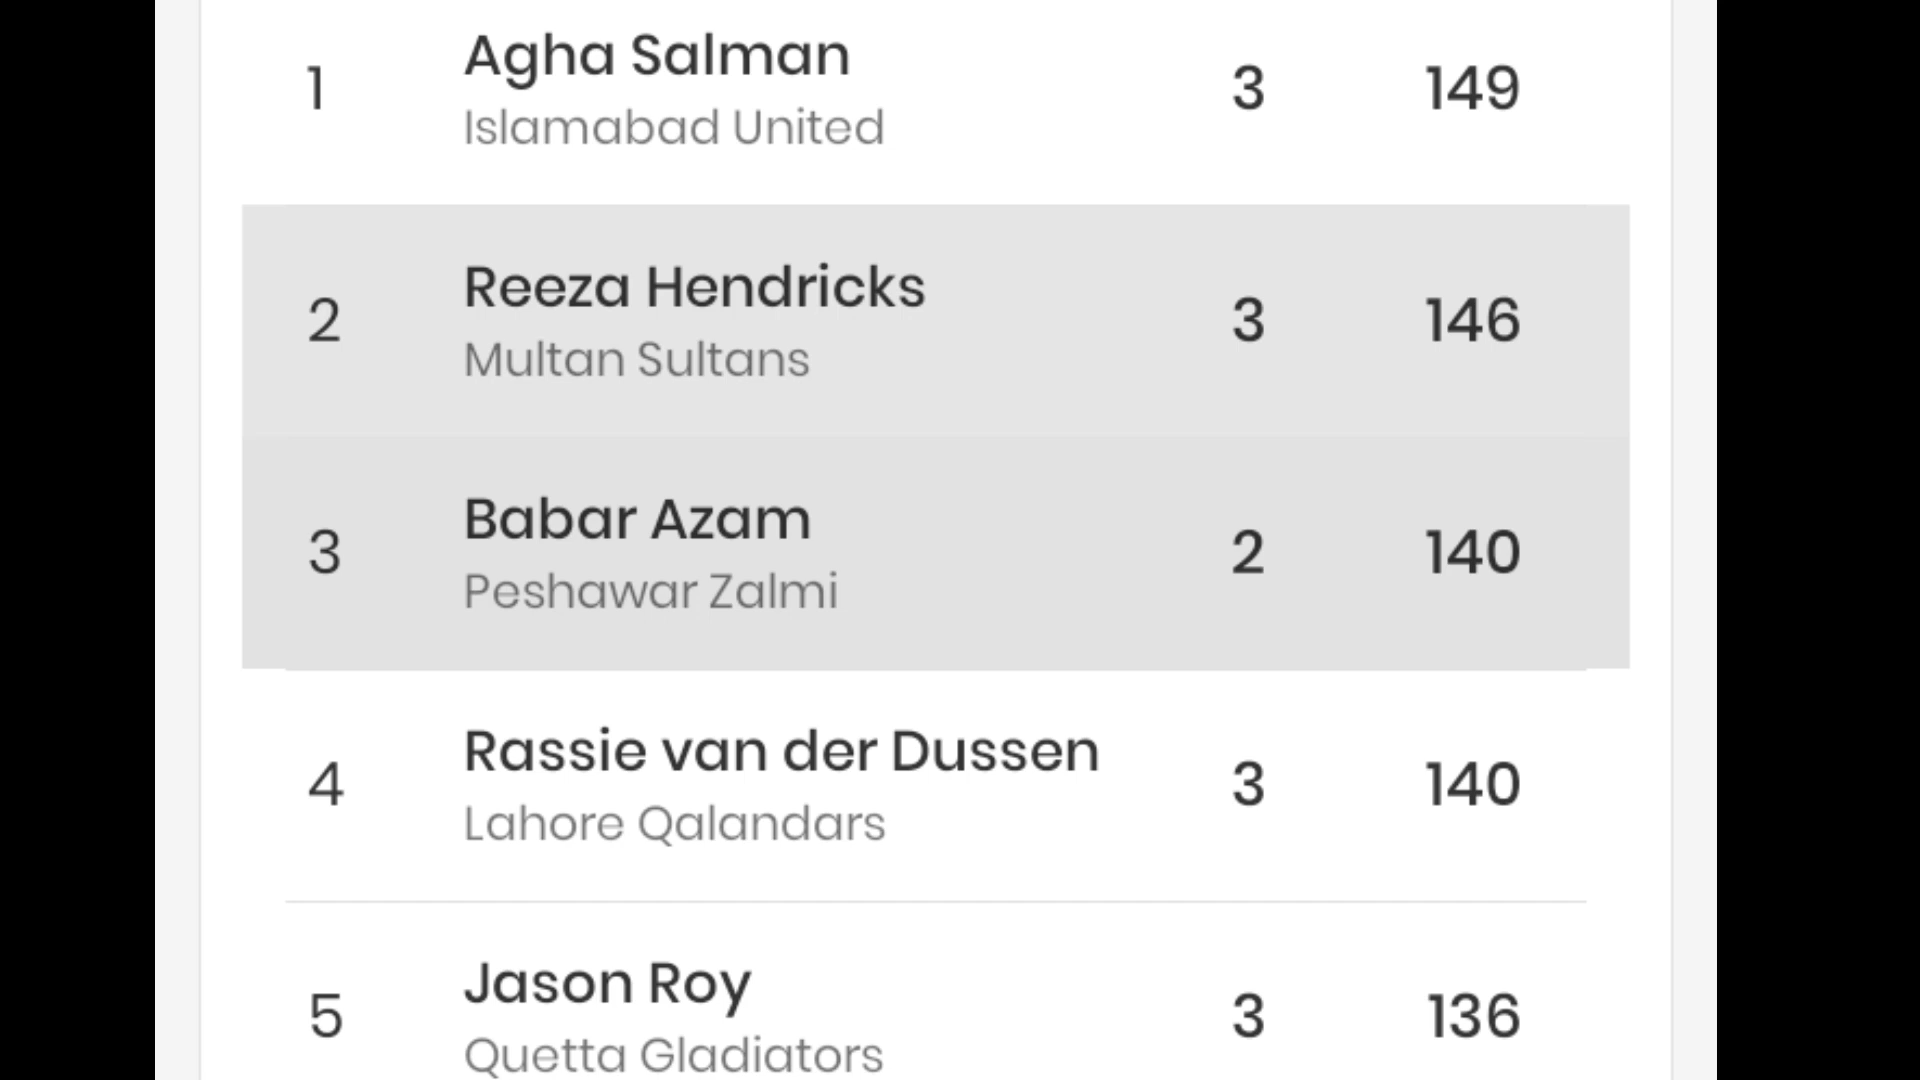 1 Agha Salman 3 149
Islamabad United
2 Reeza Hendricks 3 146
Multan Sultans
3 Babar Azam 2 140
Peshawar Zalmi
4 Rassie van der Dussen 3 140
Lahore Qalandars
5 Jason Roy 3 136
Quetta Gladiators